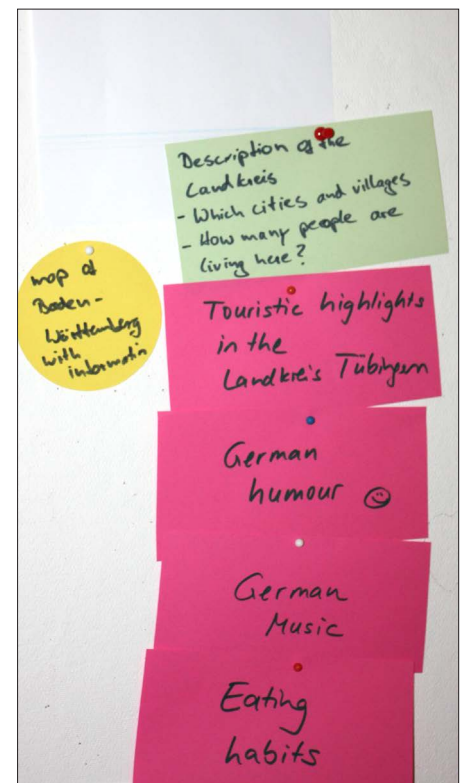 Description of the
Landkreis
- Which cities and villages
- How many people are
living here?
map of
Baden-
Württemberg
with
informatin
Touristic highlights
in the
Landkreis Tübingen
German
humour ☺
German
Music
Eating
habits